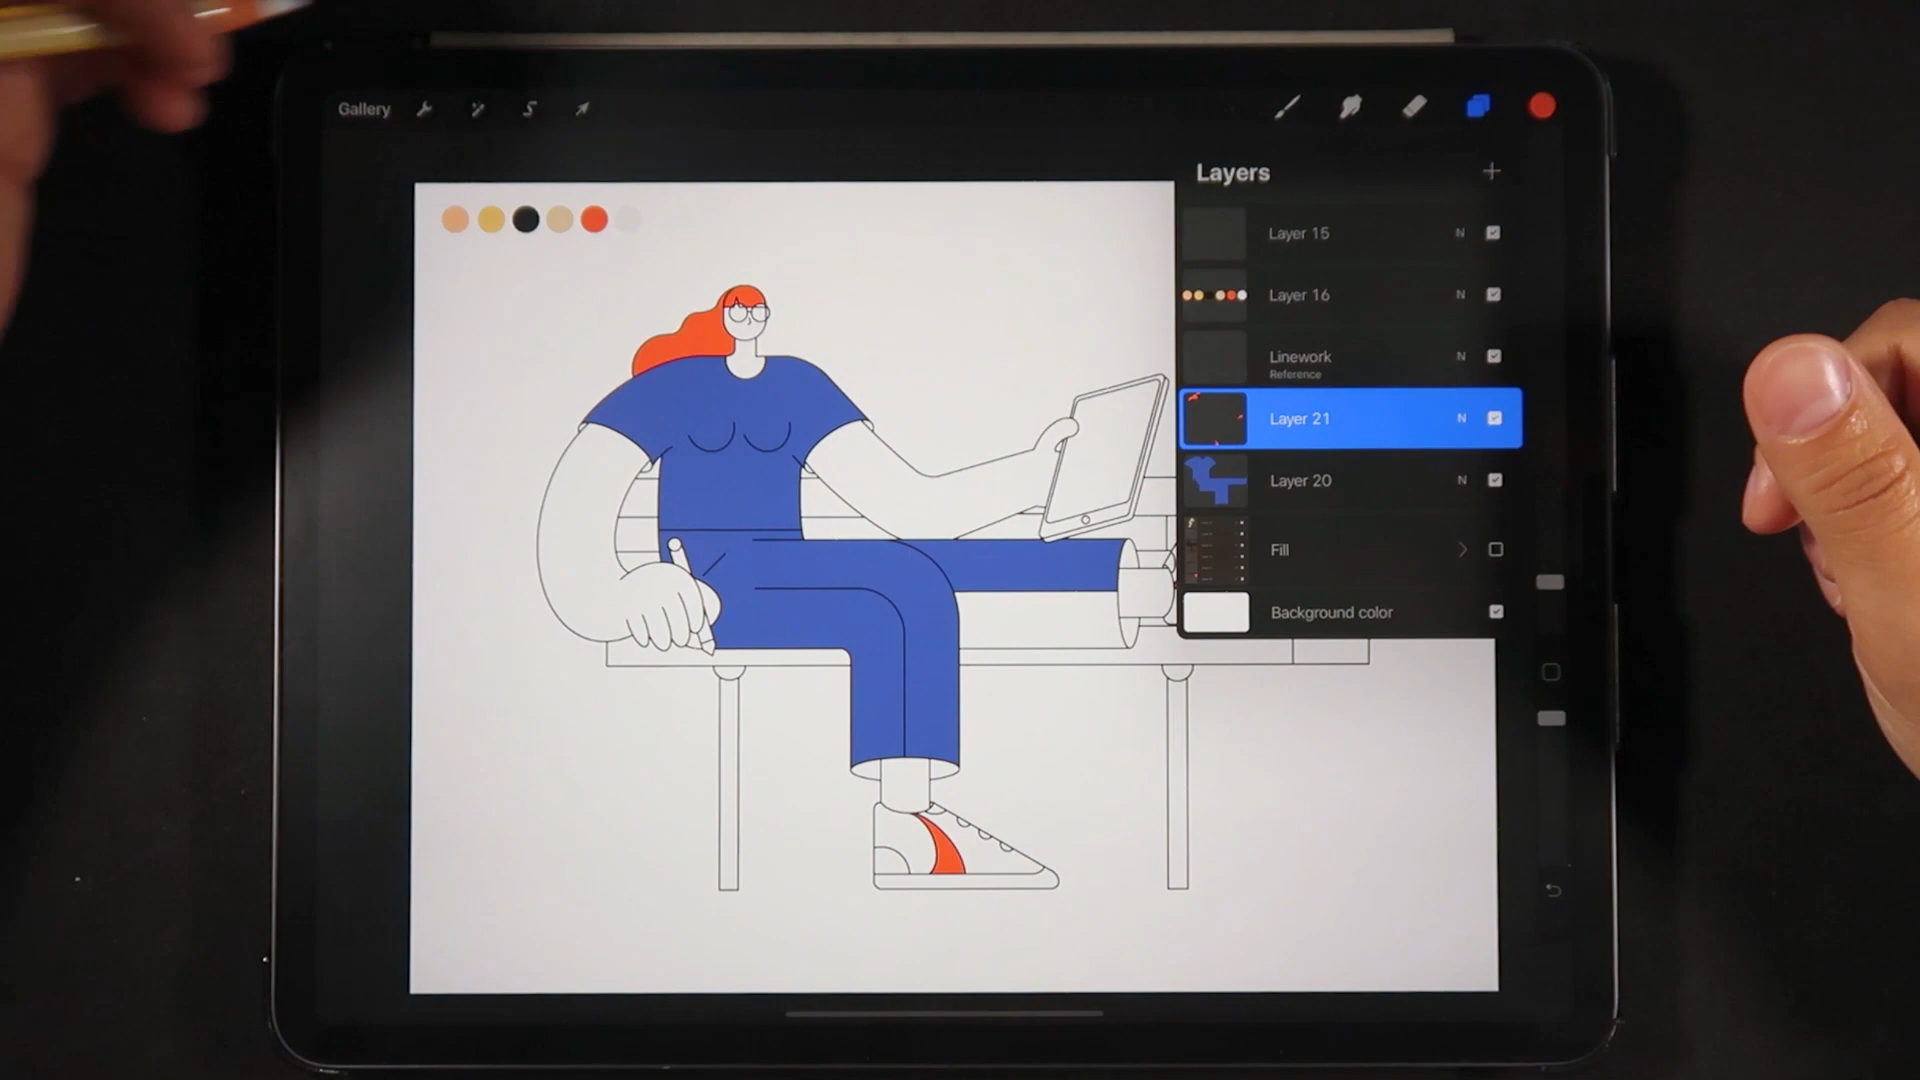 Gallery
Layers
Layer 15 N
Layer 16 N
Linework N
Reference
Layer 21 N
Layer 20 N
Fill
Background color